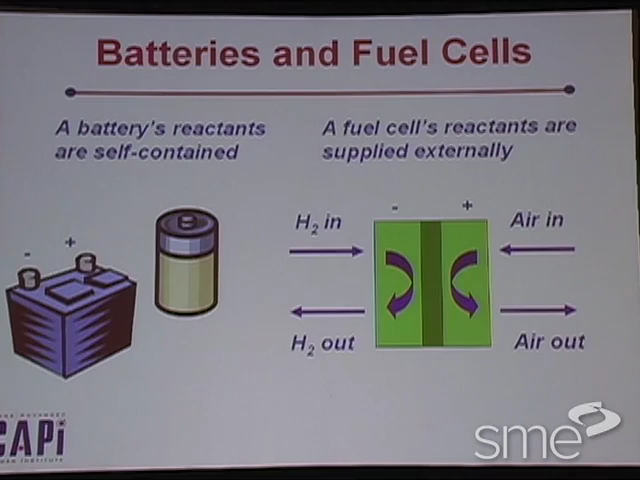 Batteries and Fuel Cells
A battery's reactants
are self-contained
A fuel cell's reactants are
supplied externally
- +
H2 in
Air in
- +
H2 out
Air out
CAPi
sme